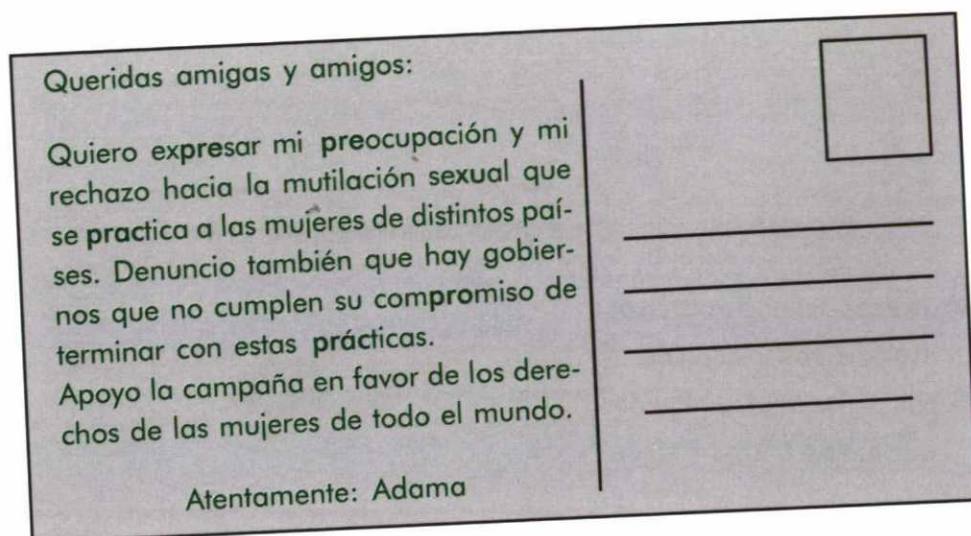 Queridas amigas y amigos:
Quiero expresar mi preocupación y mi
rechazo hacia la mutilación sexual que
se practica a las mujeres de distintos paí-
ses. Denuncio también que hay gobier-
nos que no cumplen su compromiso de
terminar con estas prácticas.
Apoyo la campaña en favor de los dere-
chos de las mujeres de todo el mundo.
Atentamente: Adama